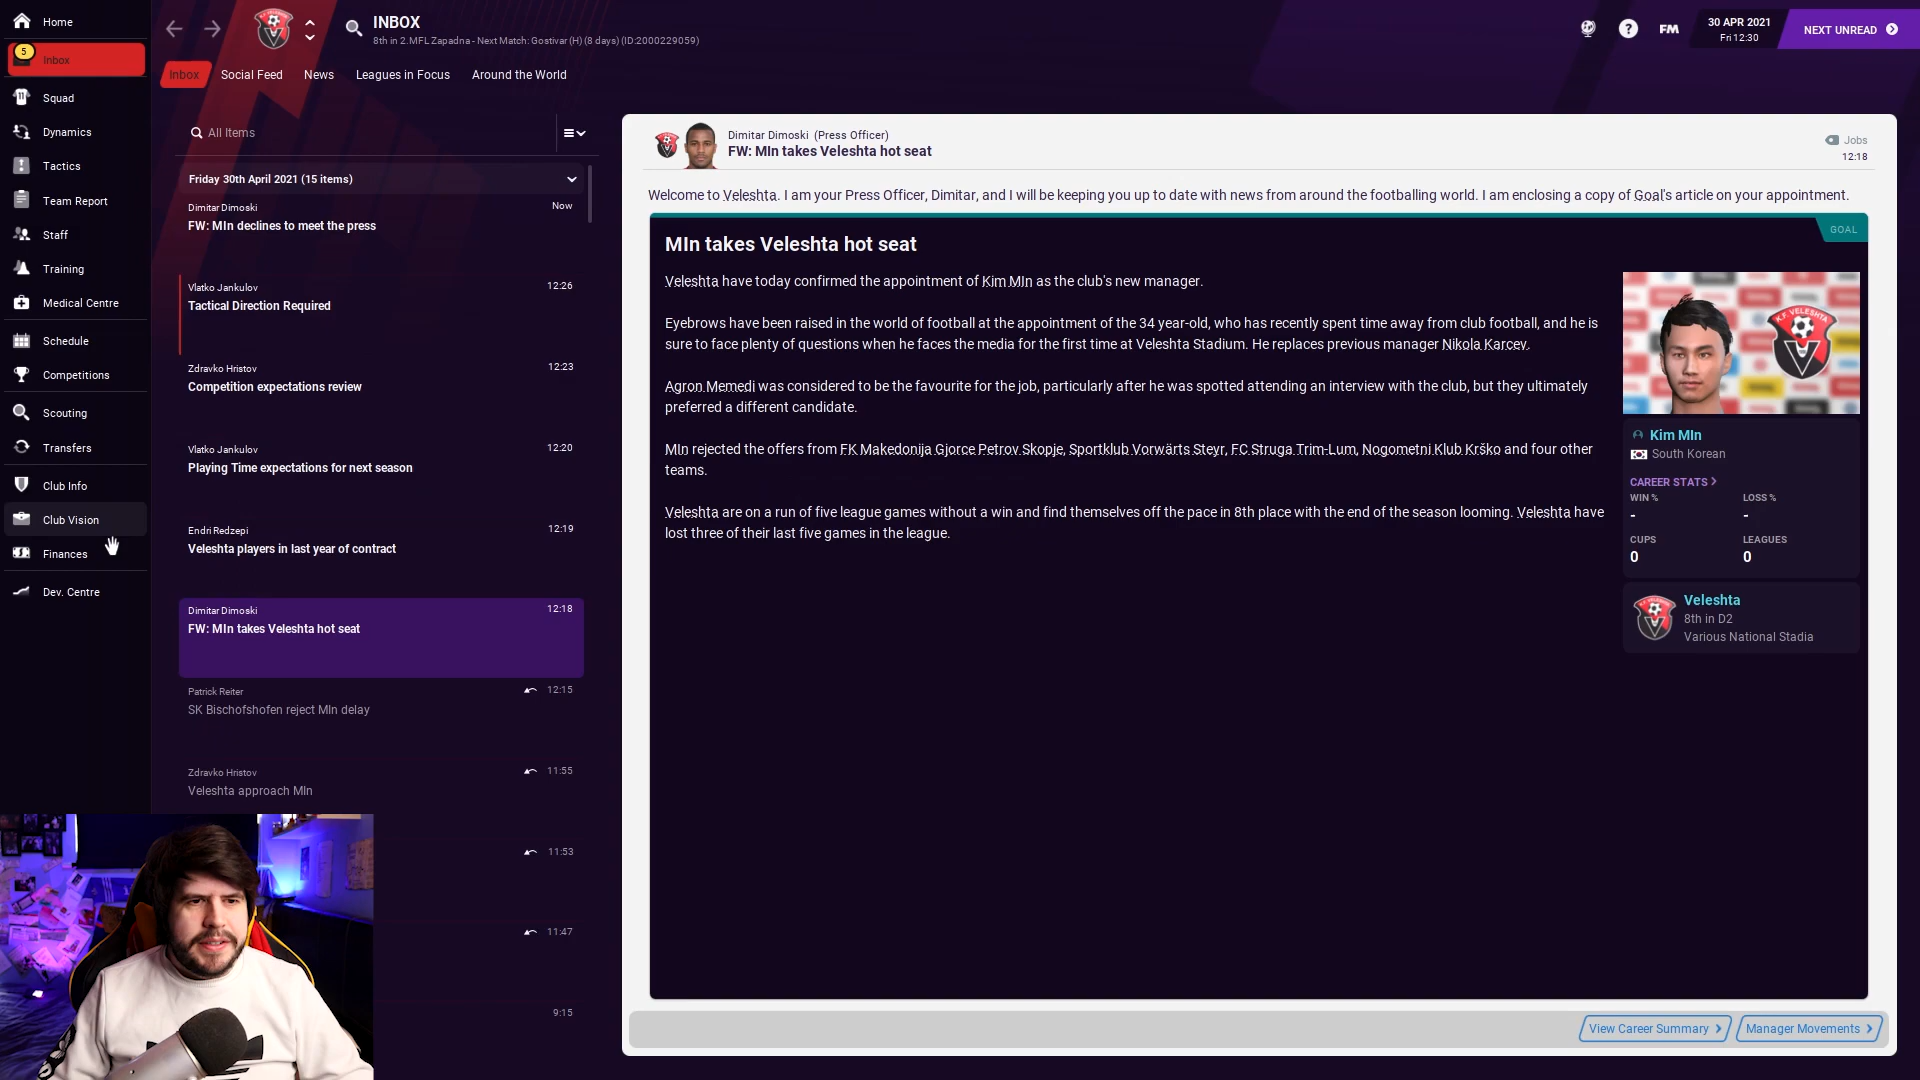 Home
5
Inbox
Squad
Dynamics
Tactics
Team Report
Staff
Training
Medical Centre
Schedule
Competitions
Scouting
Transfers
Club Info
Club Vision
Finances
Dev. Centre
INBOX
8th in 2.MFL Zapadna - Next Match: Gostivar (H) (8 days) (ID:2000229059)
FM
30 APR 2021
Fri 12:30
NEXT UNREAD
Inbox
Social Feed
News
Leagues in Focus
Around the World
All Items
Friday 30th April 2021 (15 items)
Dimitar Dimoski
Now
FW: MIn declines to meet the press
Vlatko Jankulov
12:26
Tactical Direction Required
Zdravko Hristov
12:23
Competition expectations review
Vlatko Jankulov
12:20
Playing Time expectations for next season
Endri Redzepi
12:19
Veleshta players in last year of contract
Dimitar Dimoski
12:18
FW: MIn takes Veleshta hot seat
Patrick Reiter
12:15
SK Bischofshofen reject MIn delay
Zdravko Hristov
11:55
Veleshta approach MIn
11:53
11:47
9:15
Dimitar Dimoski (Press Officer)
FW: MIn takes Veleshta hot seat
Jobs
12:18
Welcome to Veleshta. I am your Press Officer, Dimitar, and I will be keeping you up to date with news from around the footballing world. I am enclosing a copy of Goal's article on your appointment.
GOAL
MIn takes Veleshta hot seat
Veleshta have today confirmed the appointment of Kim MIn as the club's new manager.
Eyebrows have been raised in the world of football at the appointment of the 34 year-old, who has recently spent time away from club football, and he is
sure to face plenty of questions when he faces the media for the first time at Veleshta Stadium. He replaces previous manager Nikola Karcev.
Agron Memedi was considered to be the favourite for the job, particularly after he was spotted attending an interview with the club, but they ultimately
preferred a different candidate.
MIn rejected the offers from FK Makedonija Gjorce Petrov Skopje, Sportklub Vorwärts Steyr, FC Struga Trim-Lum, Nogometni Klub Krško and four other
teams.
Veleshta are on a run of five league games without a win and find themselves off the pace in 8th place with the end of the season looming. Veleshta have
lost three of their last five games in the league.
Kim MIn
South Korean
CAREER STATS
WIN %
LOSS %
-
-
CUPS
LEAGUES
0
0
Veleshta
8th in D2
Various National Stadia
View Career Summary
Manager Movements